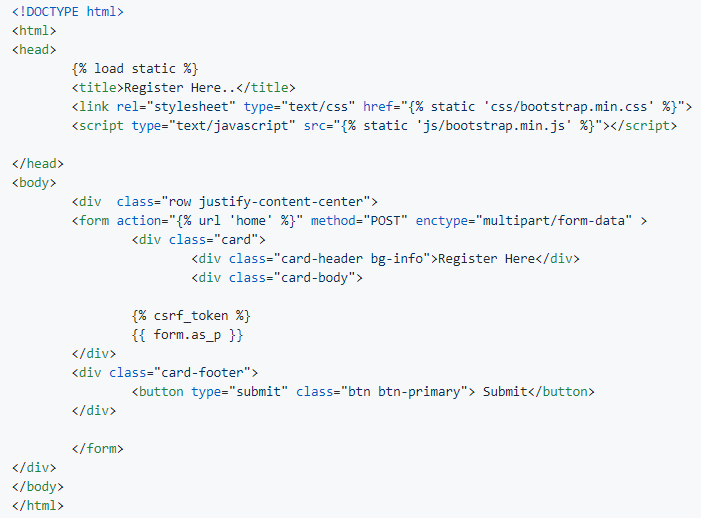 <!DOCTYPE html>
<html>
<head>
{% load static %}
<title>Register Here..</title>
<link rel="stylesheet" type="text/css" href="{% static 'css/bootstrap.min.css' %}">
<script type="text/javascript" src="{% static 'js/bootstrap.min.js' %}"></script>
</head>
<body>
<div  class="row justify-content-center">
<form action="{% url 'home' %}" method="POST" enctype="multipart/form-data" >
<div class="card">
<div class="card-header bg-info">Register Here</div>
<div class="card-body">
{% csrf_token %}
{{ form.as_p }}
</div>
<div class="card-footer">
<button type="submit" class="btn btn-primary"> Submit</button>
</div>
</form>
</div>
</body>
</html>